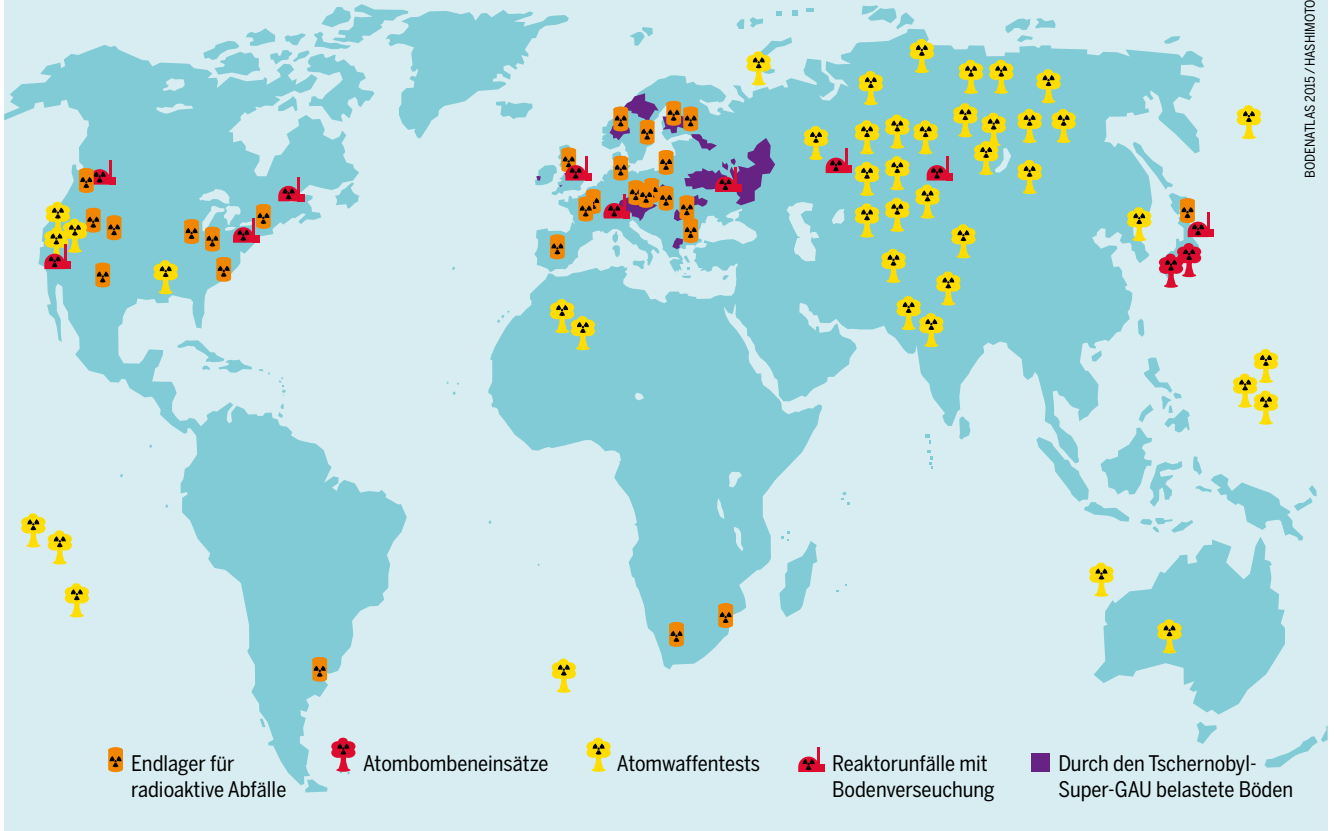 BODENATLAS 2015 / HASHIMOTO
Endlager für
radioaktive Abfälle
Atombombeneinsätze
Atomwaffentests
Reaktorunfälle mit
Bodenverseuchung
Durch den Tschernobyl-
Super-GAU belastete Böden